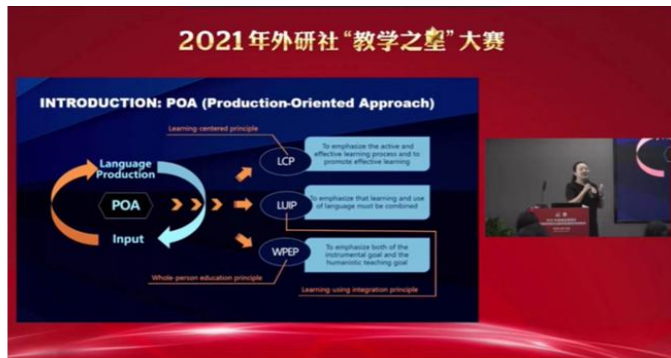 2021年外研社“教学之星”大赛
INTRODUCTION: POA (Production-Oriented Approach)
Learning-centered principle
Language
Production
POA
Input
LCP
To emphasize the active and
effective learning process and to
promote effective learning
LUIP
To emphasize that learning and use
of language must be combined
WPEP
To emphasize both of the
instrumental goal and the
humanistic teaching goal
Whole-person education principle
Learning-using integration principle